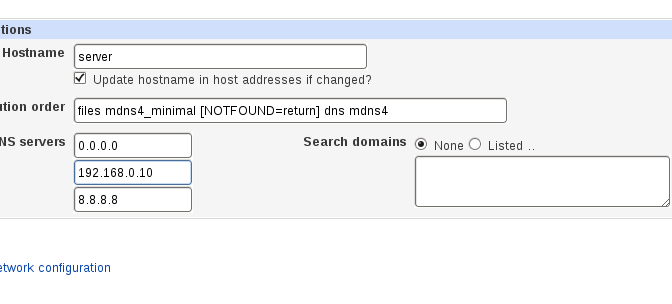 tions
Hostname server
Update hostname in host addresses if changed?
ution order files mdns4_minimal [NOTFOUND=return] dns mdns4
NS servers 0.0.0.0 Search domains None Listed ..
192.168.0.10
8.8.8.8
etwork configuration